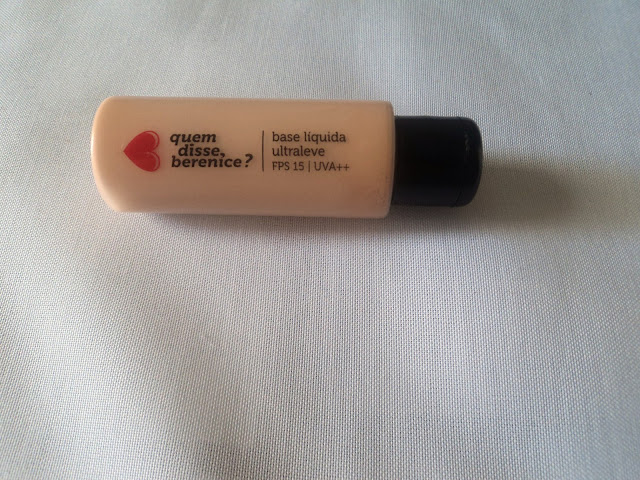 quem
disse,
berenice?
base líquida
ultraleve
FPS 15 | UVA++